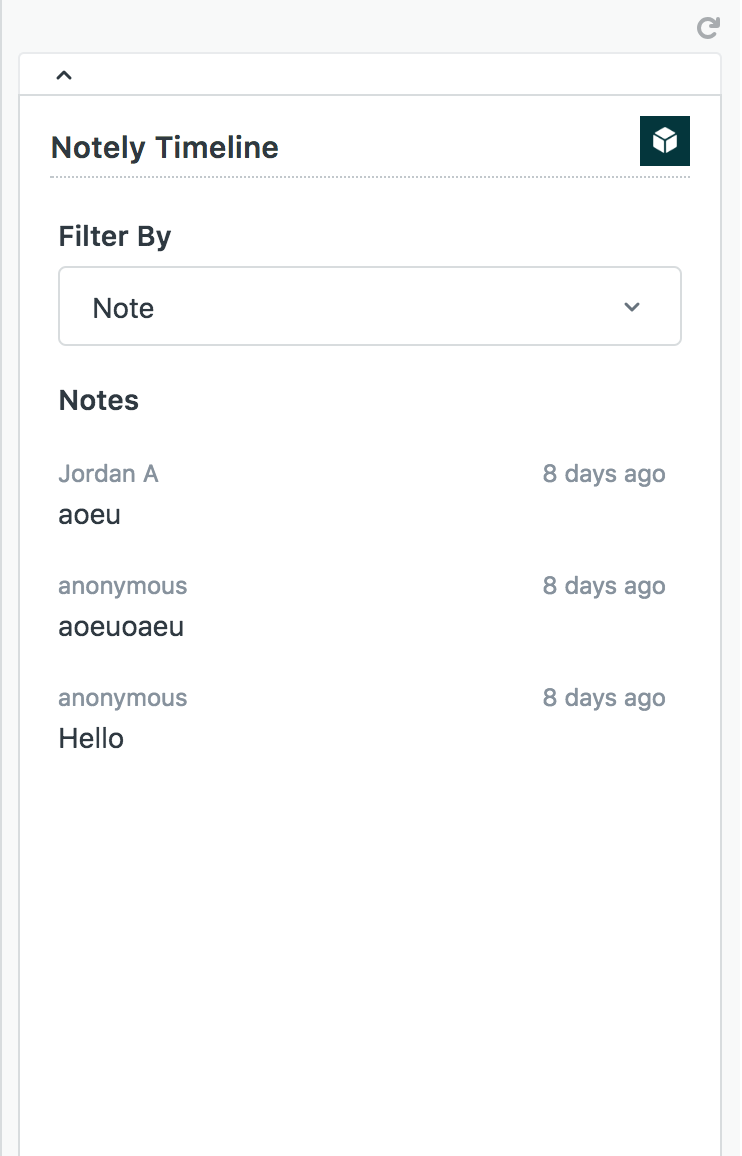 Notely Timeline
Filter By
Note
Notes
Jordan A 8 days ago
aoeu
anonymous 8 days ago
aoeuoaeu
anonymous 8 days ago
Hello